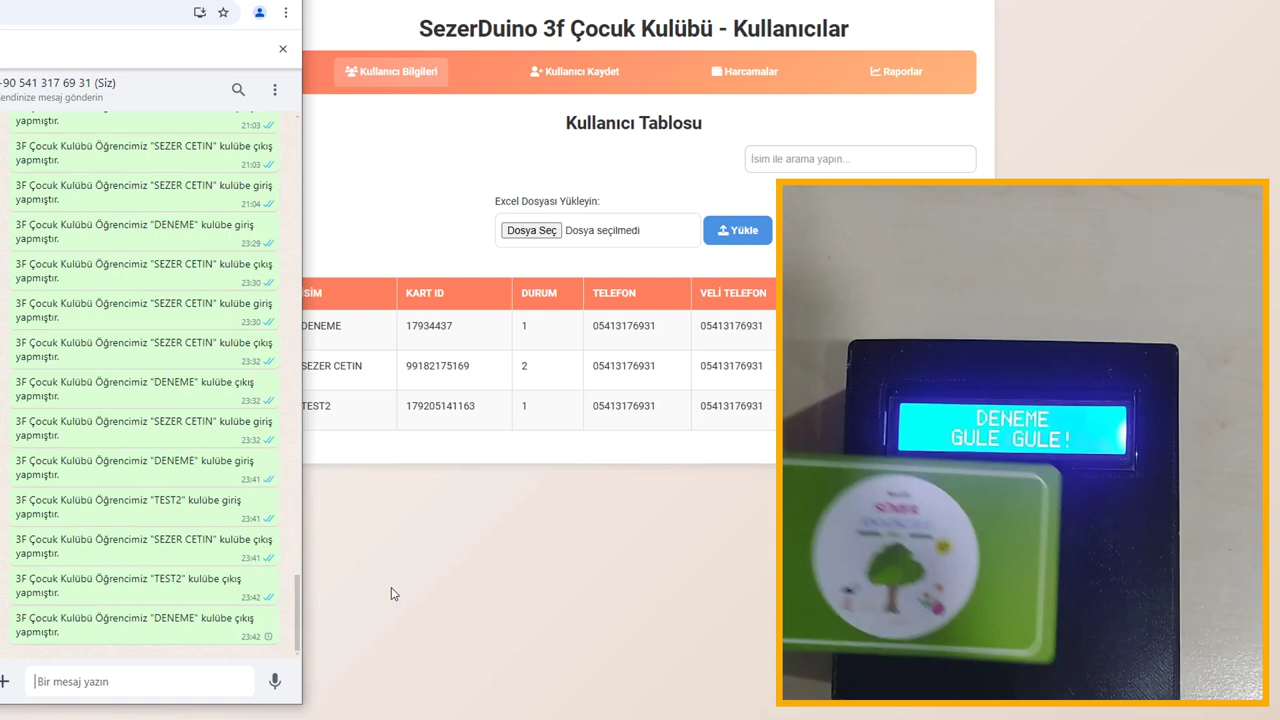 +90 541 317 69 31 (Siz)
Kendinize mesaj gönderin
yapmıştır.
21:03
3F Çocuk Kulübü Öğrencimiz "SEZER CETIN" kulübe çıkış
yapmıştır.
21:03
3F Çocuk Kulübü Öğrencimiz "SEZER CETIN" kulübe giriş
yapmıştır.
21:04
3F Çocuk Kulübü Öğrencimiz "DENEME" kulübe giriş
yapmıştır.
23:29
3F Çocuk Kulübü Öğrencimiz "SEZER CETIN" kulübe çıkış
yapmıştır.
23:30
3F Çocuk Kulübü Öğrencimiz "SEZER CETIN" kulübe giriş
yapmıştır.
23:30
3F Çocuk Kulübü Öğrencimiz "SEZER CETIN" kulübe çıkış
yapmıştır.
23:32
3F Çocuk Kulübü Öğrencimiz "DENEME" kulübe çıkış
yapmıştır.
23:32
3F Çocuk Kulübü Öğrencimiz "SEZER CETIN" kulübe giriş
yapmıştır.
23:32
3F Çocuk Kulübü Öğrencimiz "DENEME" kulübe giriş
yapmıştır.
23:41
3F Çocuk Kulübü Öğrencimiz "TEST2" kulübe giriş
yapmıştır.
23:41
3F Çocuk Kulübü Öğrencimiz "SEZER CETIN" kulübe çıkış
yapmıştır.
23:41
3F Çocuk Kulübü Öğrencimiz "TEST2" kulübe çıkış
yapmıştır.
23:42
3F Çocuk Kulübü Öğrencimiz "DENEME" kulübe çıkış
yapmıştır.
23:42
Bir mesaj yazın
SezerDuino 3f Çocuk Kulübü - Kullanıcılar
Kullanıcı Bilgileri Kullanıcı Kaydet Harcamalar Raporlar
Kullanıcı Tablosu
İsim ile arama yapın...
Excel Dosyası Yükleyin:
Dosya Seç Dosya seçilmedi Yükle
SİM KART ID DURUM TELEFON VELİ TELEFON
DENEME 17934437 1 05413176931 05413176931
SEZER CETIN 99182175169 2 05413176931 05413176931
TEST2 179205141163 1 05413176931 05413176931
DENEME
GULE GULE!